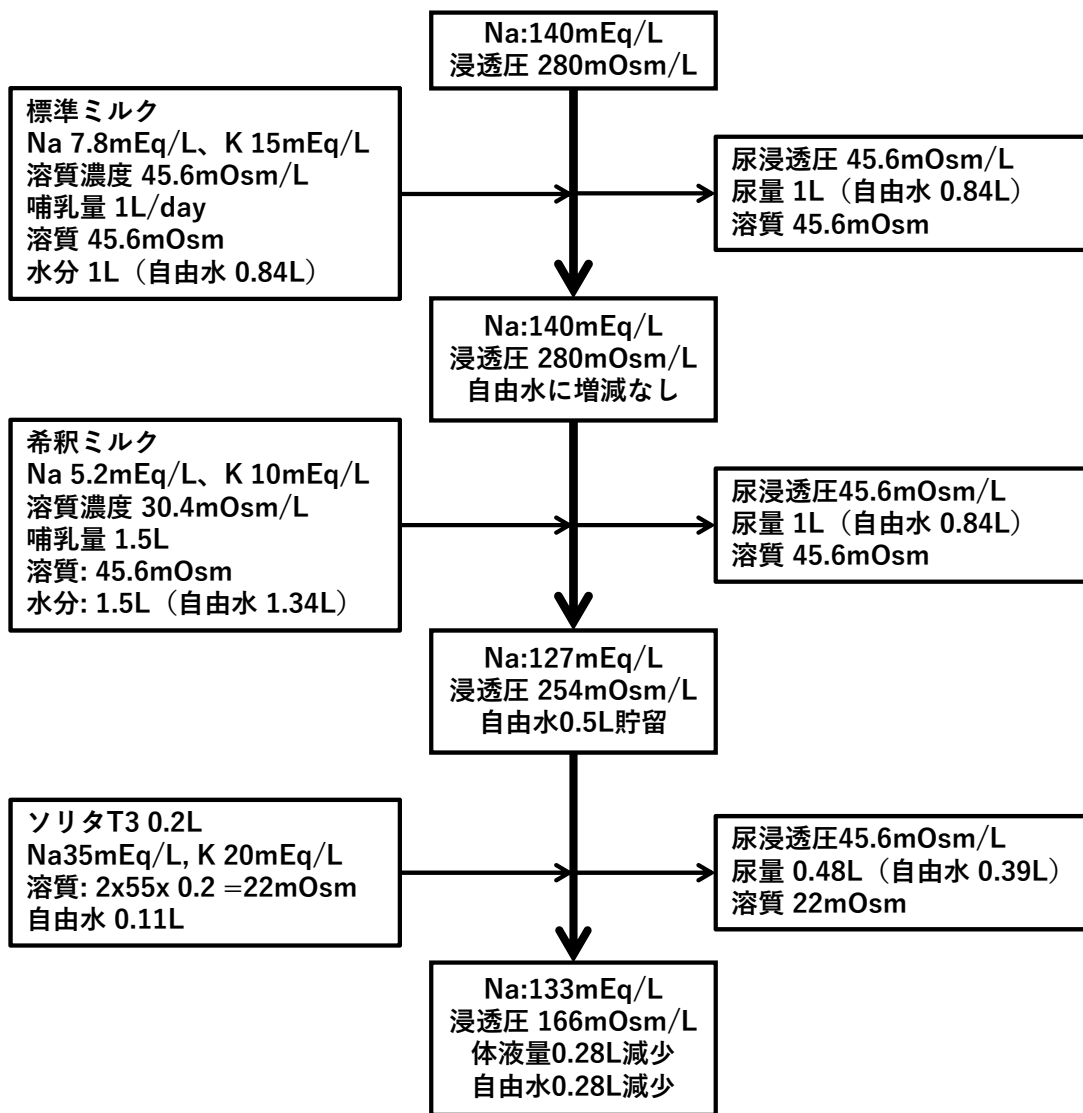 Na:140mEq/L
浸透圧 280mOsm/L
標準ミルク
Na 7.8mEq/L、K 15mEq/L
溶質濃度 45.6mOsm/L
哺乳量 1L/day
溶質 45.6mOsm
水分 1L（自由水 0.84L）
尿浸透圧 45.6mOsm/L
尿量 1L（自由水 0.84L）
溶質 45.6mOsm
Na:140mEq/L
浸透圧 280mOsm/L
自由水に増減なし
希釈ミルク
Na 5.2mEq/L、K 10mEq/L
溶質濃度 30.4mOsm/L
哺乳量 1.5L
溶質: 45.6mOsm
水分: 1.5L（自由水 1.34L）
尿浸透圧45.6mOsm/L
尿量 1L（自由水 0.84L）
溶質 45.6mOsm
Na:127mEq/L
浸透圧 254mOsm/L
自由水0.5L貯留
ソリタT3 0.2L
Na35mEq/L, K 20mEq/L
溶質: 2x55x 0.2 =22mOsm
自由水 0.11L
尿浸透圧45.6mOsm/L
尿量 0.48L（自由水 0.39L）
溶質 22mOsm
Na:133mEq/L
浸透圧 166mOsm/L
体液量0.28L減少
自由水0.28L減少